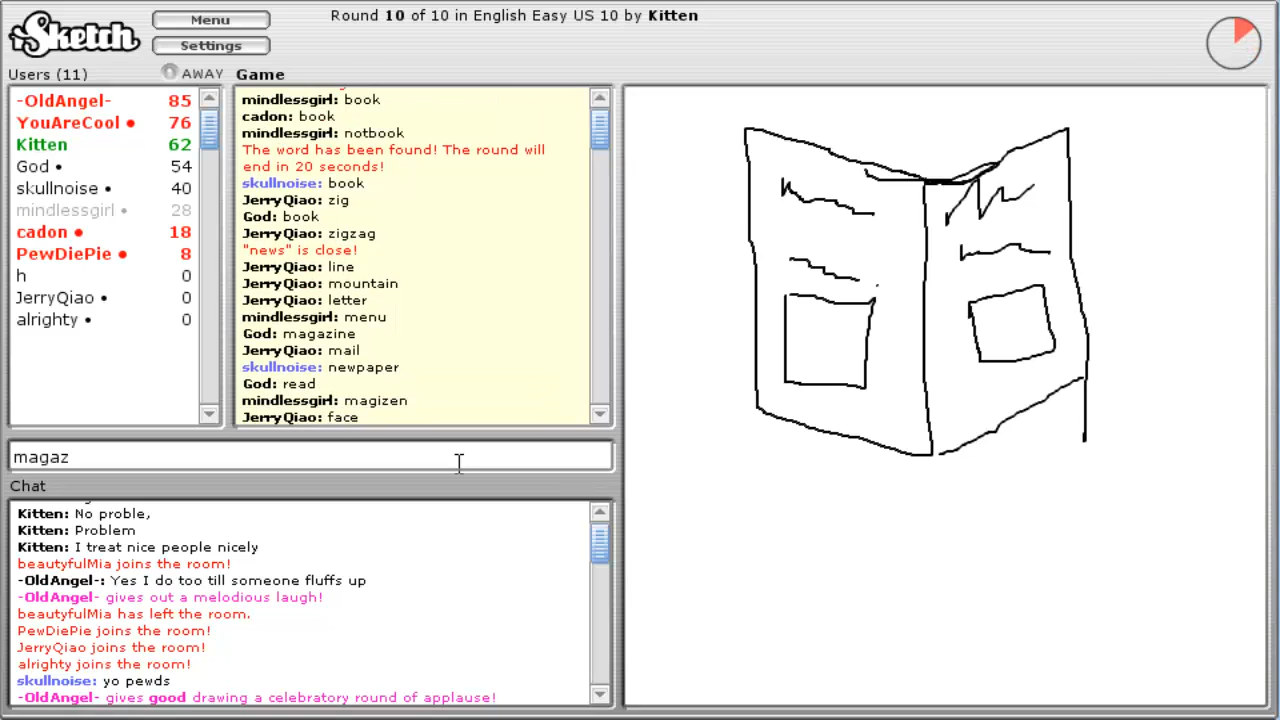 iSketch
Menu
Settings
Round 10 of 10 in English Easy US 10 by Kitten
Users (11)
AWAY
Game
-OldAngel- 85
YouAreCool • 76
Kitten 62
God • 54
skullnoise • 40
mindlessgirl • 28
cadon • 18
PewDiePie • 8
h 0
JerryQiao • 0
alrighty • 0
mindlessgirl: book
cadon: book
mindlessgirl: notbook
The word has been found! The round will
end in 20 seconds!
skullnoise: book
JerryQiao: zig
God: book
JerryQiao: zigzag
"news" is close!
JerryQiao: line
JerryQiao: mountain
JerryQiao: letter
mindlessgirl: menu
God: magazine
JerryQiao: mail
skullnoise: newpaper
God: read
mindlessgirl: magizen
JerryQiao: face
magaz
Chat
Kitten: No proble,
Kitten: Problem
Kitten: I treat nice people nicely
beautyfulMia joins the room!
-OldAngel-: Yes I do too till someone fluffs up
-OldAngel- gives out a melodious laugh!
beautyfulMia has left the room.
PewDiePie joins the room!
JerryQiao joins the room!
alrighty joins the room!
skullnoise: yo pewds
-OldAngel- gives good drawing a celebratory round of applause!